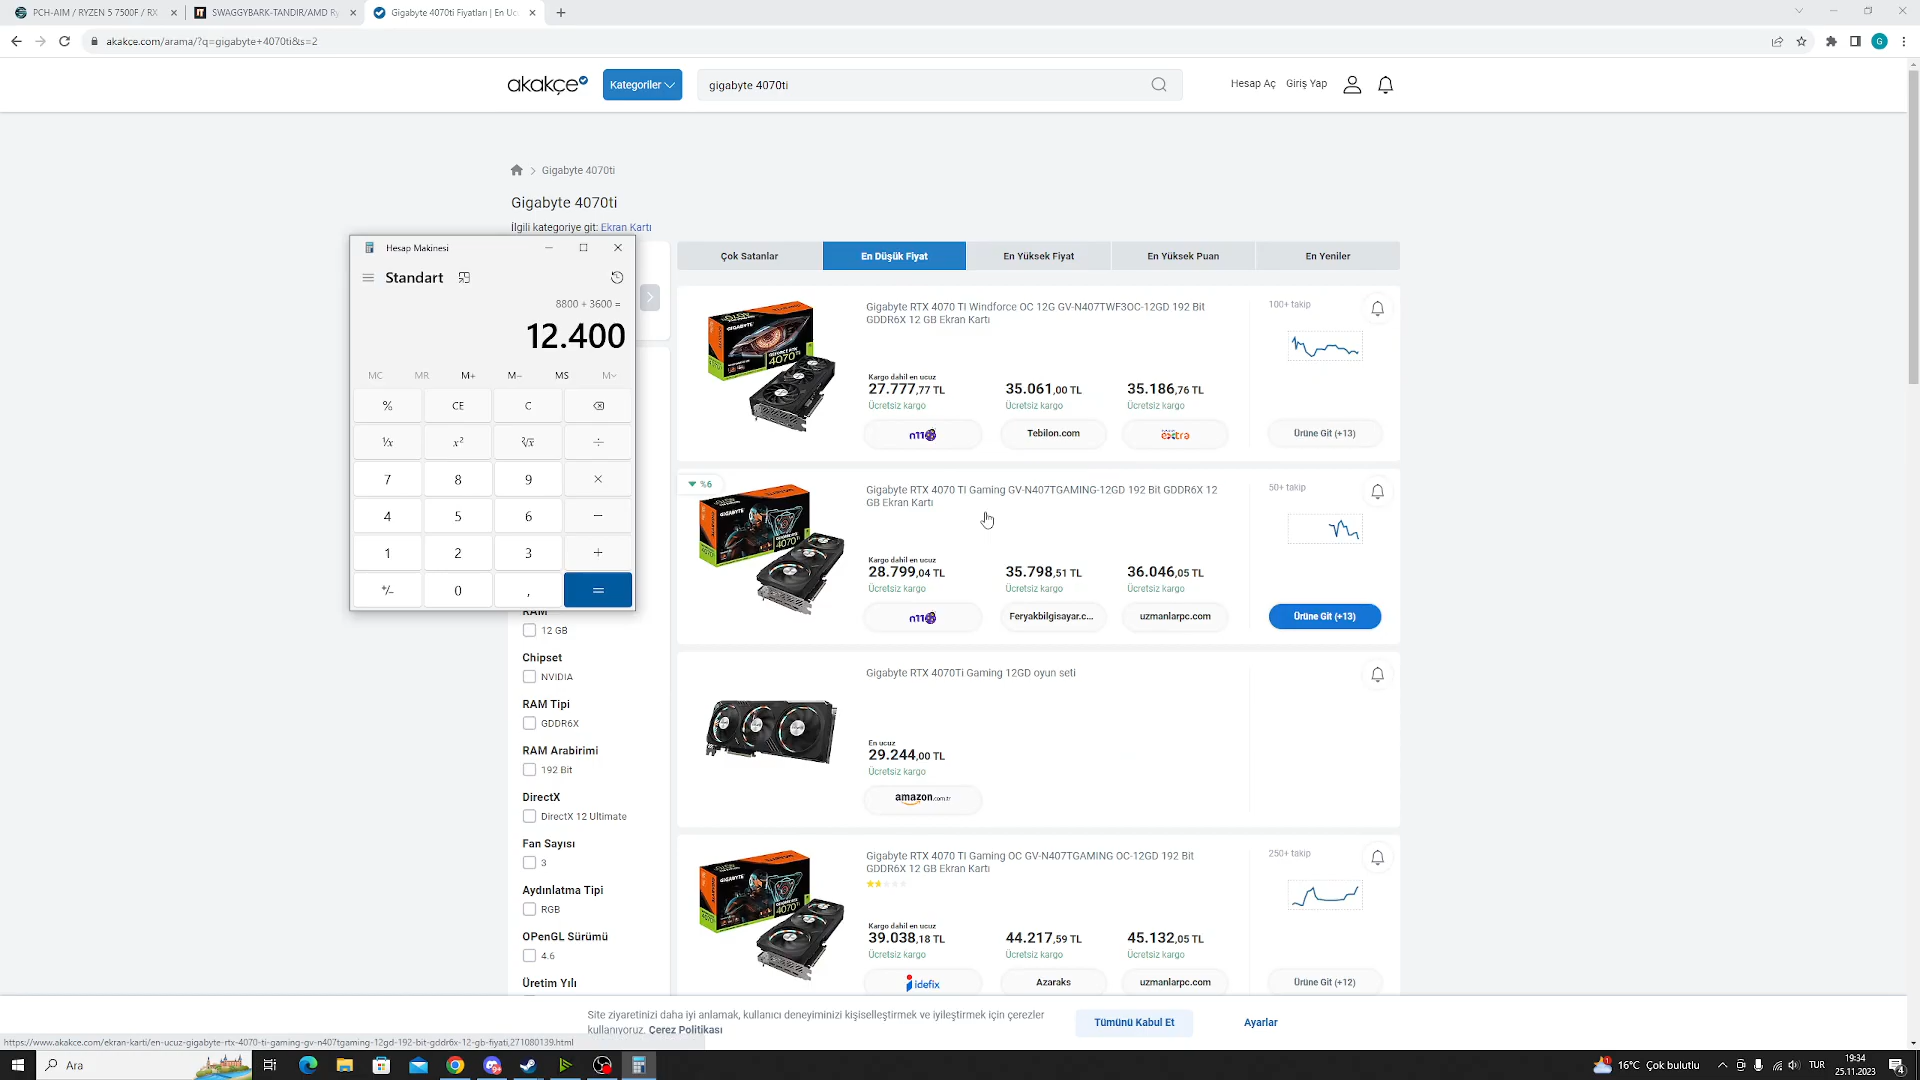 PCH-AIM / RYZEN 5 7500F / RX
SWAGGYBARK-TANDIR/AMD Ry
Gigabyte 4070ti Fiyatları | En Uc
akakce.com/arama/?q=gigabyte+4070ti&s=2
G
akakçe
Kategoriler
gigabyte 4070ti
Hesap Aç
Giriş Yap
Gigabyte 4070ti
Gigabyte 4070ti
İlgili kategoriye git: Ekran Kartı
Hesap Makinesi
Standart
8800 + 3600 =
12.400
MC MR M+ M− MS M
% CE C
¹/x x² ²√x ÷
7 8 9 ×
4 5 6 −
1 2 3 +
+/− 0 , =
RAM
12 GB
Chipset
NVIDIA
RAM Tipi
GDDR6X
RAM Arabirimi
192 Bit
DirectX
DirectX 12 Ultimate
Fan Sayısı
3
Aydınlatma Tipi
RGB
OPenGL Sürümü
4.6
Üretim Yılı
Çok Satanlar
En Düşük Fiyat
En Yüksek Fiyat
En Yüksek Puan
En Yeniler
Gigabyte RTX 4070 TI Windforce OC 12G GV-N407TWF3OC-12GD 192 Bit
GDDR6X 12 GB Ekran Kartı
100+ takip
Kargo dahil en ucuz
27.777,77 TL
35.061,00 TL
35.186,76 TL
Ücretsiz kargo
Ücretsiz kargo
Ücretsiz kargo
n11
Tebilon.com
extra
Ürüne Git (+13)
%6
Gigabyte RTX 4070 TI Gaming GV-N407TGAMING-12GD 192 Bit GDDR6X 12
GB Ekran Kartı
50+ takip
Kargo dahil en ucuz
28.799,04 TL
35.798,51 TL
36.046,05 TL
Ücretsiz kargo
Ücretsiz kargo
Ücretsiz kargo
n11
Feryakbilgisayar.c...
uzmanlarpc.com
Ürüne Git (+13)
Gigabyte RTX 4070Ti Gaming 12GD oyun seti
En ucuz
29.244,00 TL
Ücretsiz kargo
amazon.com.tr
Gigabyte RTX 4070 TI Gaming OC GV-N407TGAMING OC-12GD 192 Bit
GDDR6X 12 GB Ekran Kartı
250+ takip
Kargo dahil en ucuz
39.038,18 TL
44.217,59 TL
45.132,05 TL
Ücretsiz kargo
Ücretsiz kargo
Ücretsiz kargo
idefix
Azaraks
uzmanlarpc.com
Ürüne Git (+12)
Site ziyaretinizi daha iyi anlamak, kullanıcı deneyiminizi kişiselleştirmek ve iyileştirmek için çerezler
kullanıyoruz. Çerez Politikası
Tümünü Kabul Et
Ayarlar
https://www.akakce.com/ekran-karti/en-ucuz-gigabyte-rtx-4070-ti-gaming-gv-n407tgaming-12gd-192-bit-gddr6x-12-gb-fiyati,271080139.html
Ara
16°C Çok bulutlu
TUR
19:34
25.11.2023
4